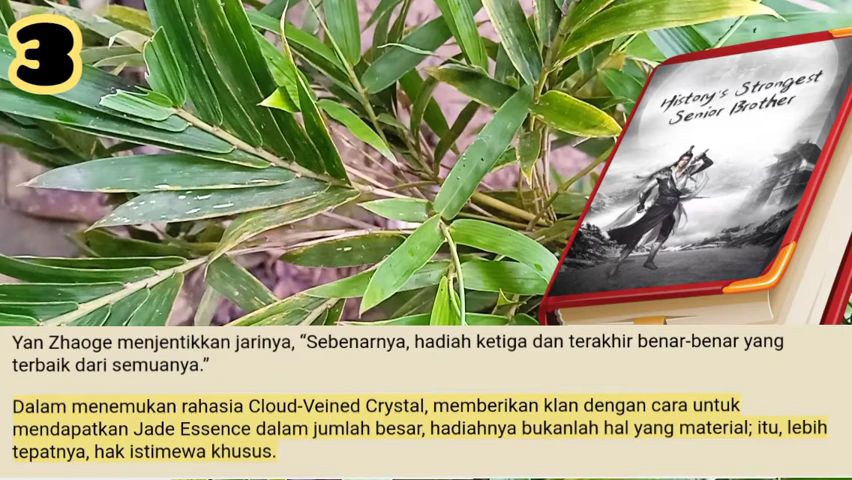 3
History's Strongest
Senior Brother
Yan Zhaoge menjentikkan jarinya, “Sebenarnya, hadiah ketiga dan terakhir benar-benar yang
terbaik dari semuanya.”
Dalam menemukan rahasia Cloud-Veined Crystal, memberikan klan dengan cara untuk
mendapatkan Jade Essence dalam jumlah besar, hadiahnya bukanlah hal yang material; itu, lebih
tepatnya, hak istimewa khusus.